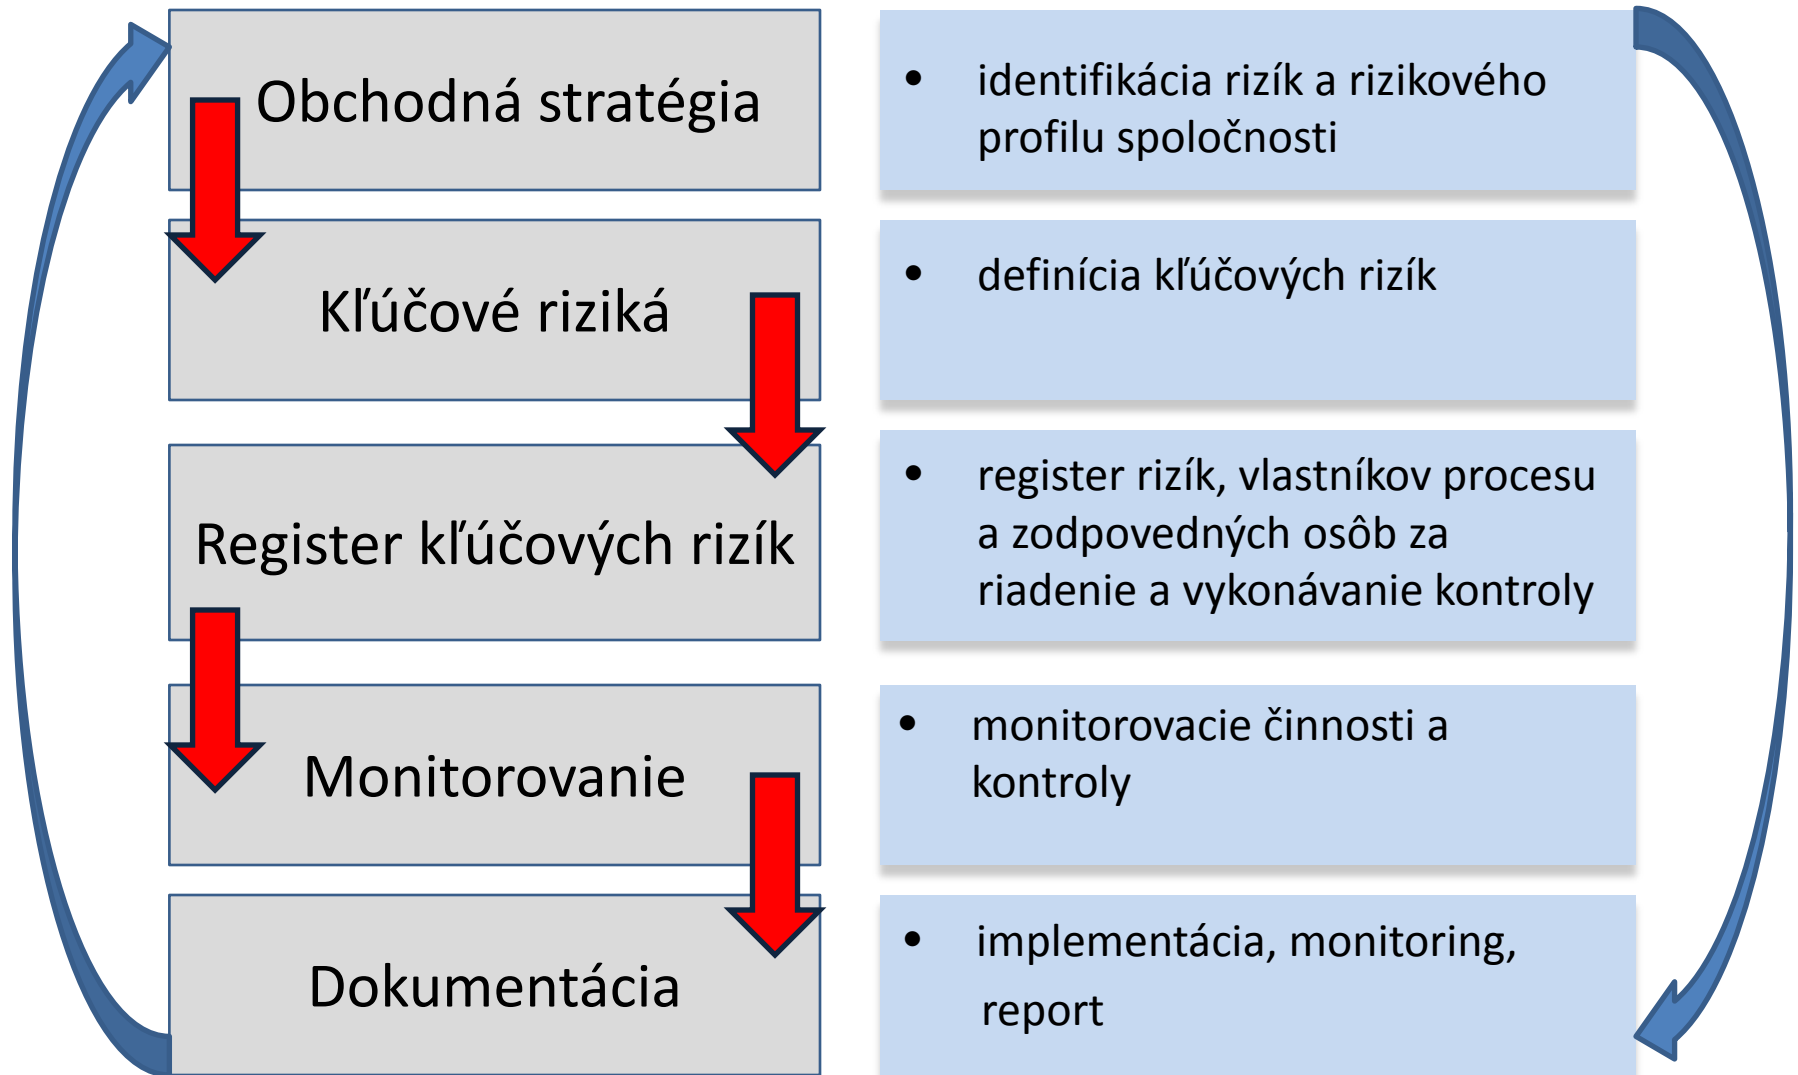 Obchodná stratégia
• identifikácia rizík a rizikového
profilu spoločnosti
Kľúčové riziká
• definícia kľúčových rizík
Register kľúčových rizík
• register rizík, vlastníkov procesu
a zodpovedných osôb za
riadenie a vykonávanie kontroly
Monitorovanie
• monitorovacie činnosti a
kontroly
Dokumentácia
• implementácia, monitoring,
report